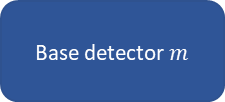 Base detector 𝑚